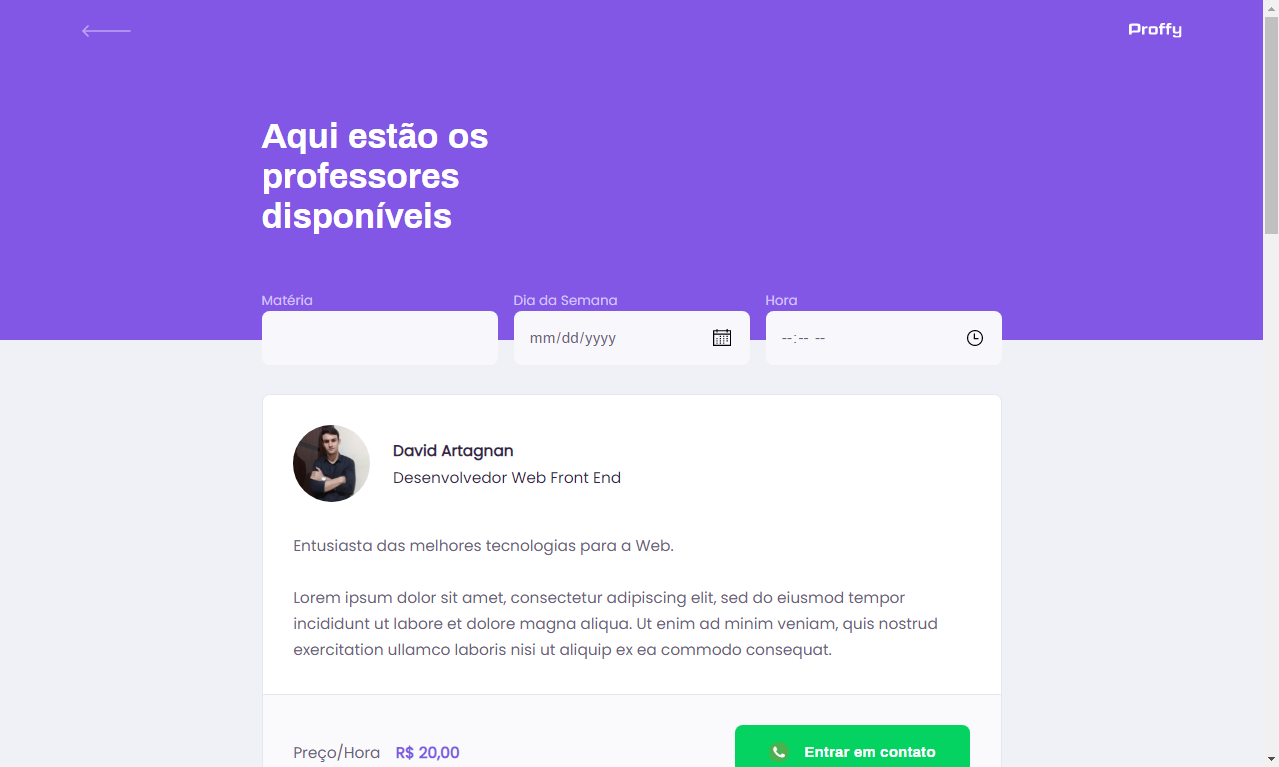 Proffy
Aqui estão os
professores
disponíveis
Matéria
Dia da Semana
Hora
mm/dd/yyyy
--:-- --
David Artagnan
Desenvolvedor Web Front End
Entusiasta das melhores tecnologias para a Web.
Lorem ipsum dolor sit amet, consectetur adipiscing elit, sed do eiusmod tempor
incididunt ut labore et dolore magna aliqua. Ut enim ad minim veniam, quis nostrud
exercitation ullamco laboris nisi ut aliquip ex ea commodo consequat.
Preço/Hora R$ 20,00
Entrar em contato